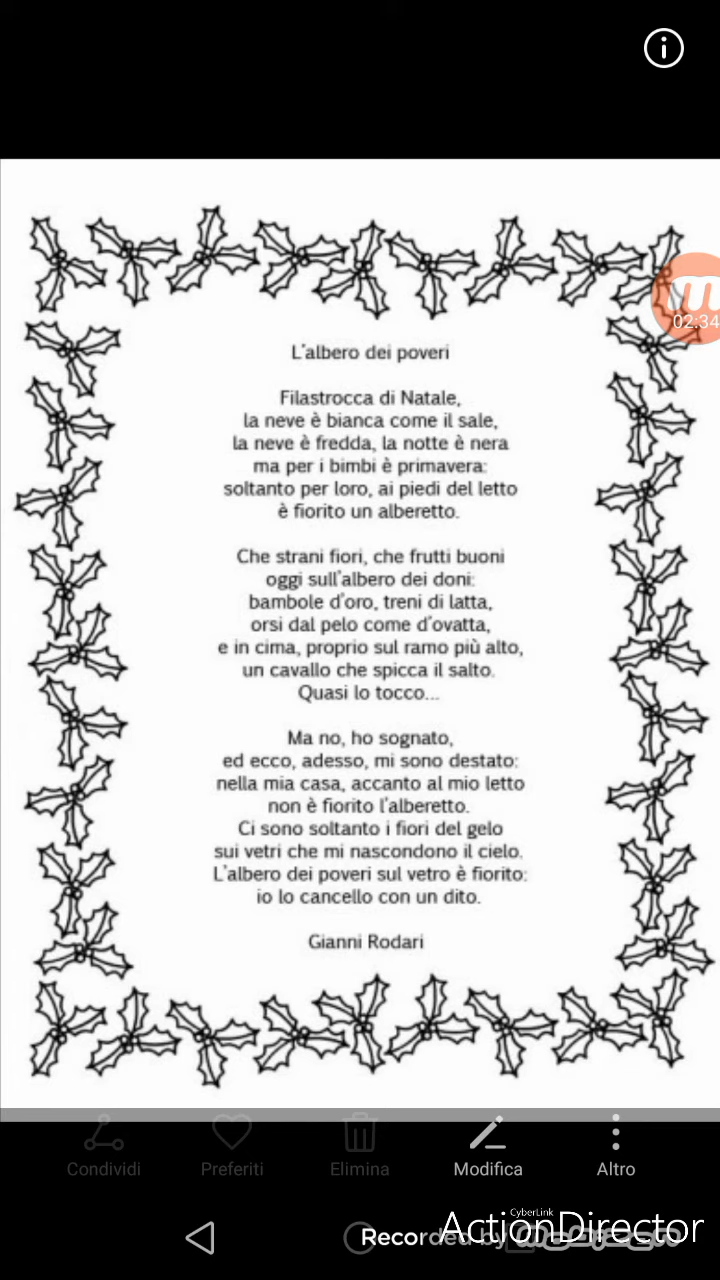 02:34
L'albero dei poveri
Filastrocca di Natale,
la neve è bianca come il sale,
la neve è fredda, la notte è nera
ma per i bimbi è primavera:
soltanto per loro, ai piedi del letto
è fiorito un alberetto.
Che strani fiori, che frutti buoni
oggi sull'albero dei doni:
bambole d'oro, treni di latta,
orsi dal pelo come d'ovatta,
e in cima, proprio sul ramo più alto,
un cavallo che spicca il salto.
Quasi lo tocco...
Ma no, ho sognato,
ed ecco, adesso, mi sono destato:
nella mia casa, accanto al mio letto
non è fiorito l'alberetto.
Ci sono soltanto i fiori del gelo
sui vetri che mi nascondono il cielo.
L'albero dei poveri sul vetro è fiorito:
io lo cancello con un dito.
Gianni Rodari
Condividi Preferiti Elimina Modifica Altro
CyberLink
ActionDirector
Recorded by